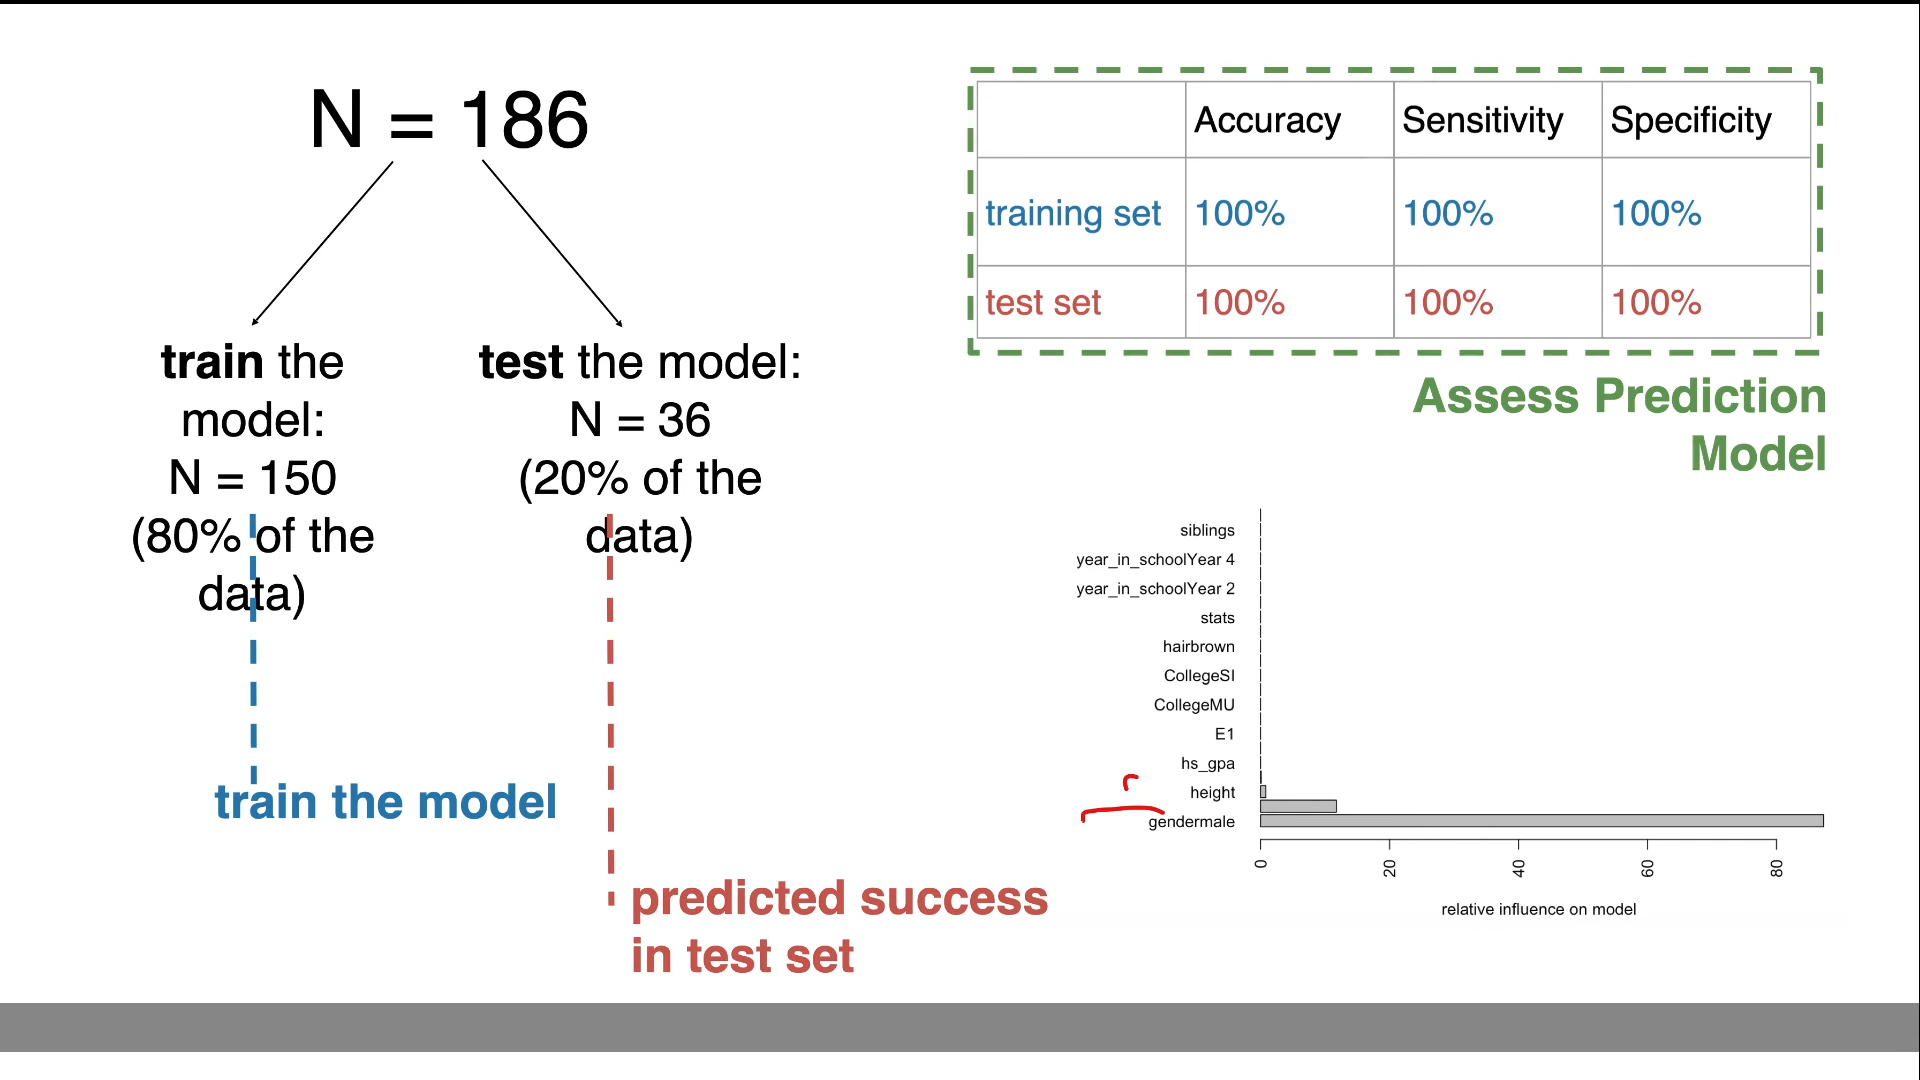 N = 186
train the
model:
N = 150
(80% of the
data)
test the model:
N = 36
(20% of the
data)
train the model
predicted success
in test set
Accuracy Sensitivity Specificity
training set 100% 100% 100%
test set 100% 100% 100%
Assess Prediction
Model
siblings
year_in_schoolYear 4
year_in_schoolYear 2
stats
hairbrown
CollegeSI
CollegeMU
E1
hs_gpa
height
gendermale
0 20 40 60 80
relative influence on model